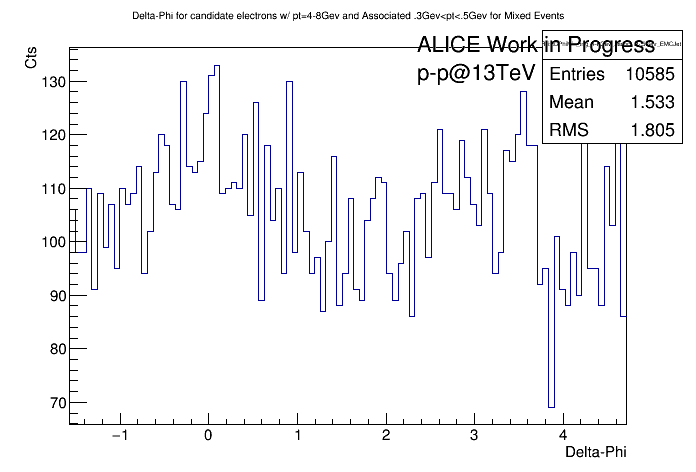 Delta-Phi for candidate electrons w/ pt=4-8Gev and Associated .3Gev<pt<.5Gev for Mixed Events
Cts
ALICE Work in Progress
p-p@13TeV
Entries 10585
Mean 1.533
RMS 1.805
130
120
110
100
90
80
70
−1 0 1 2 3 4
Delta-Phi